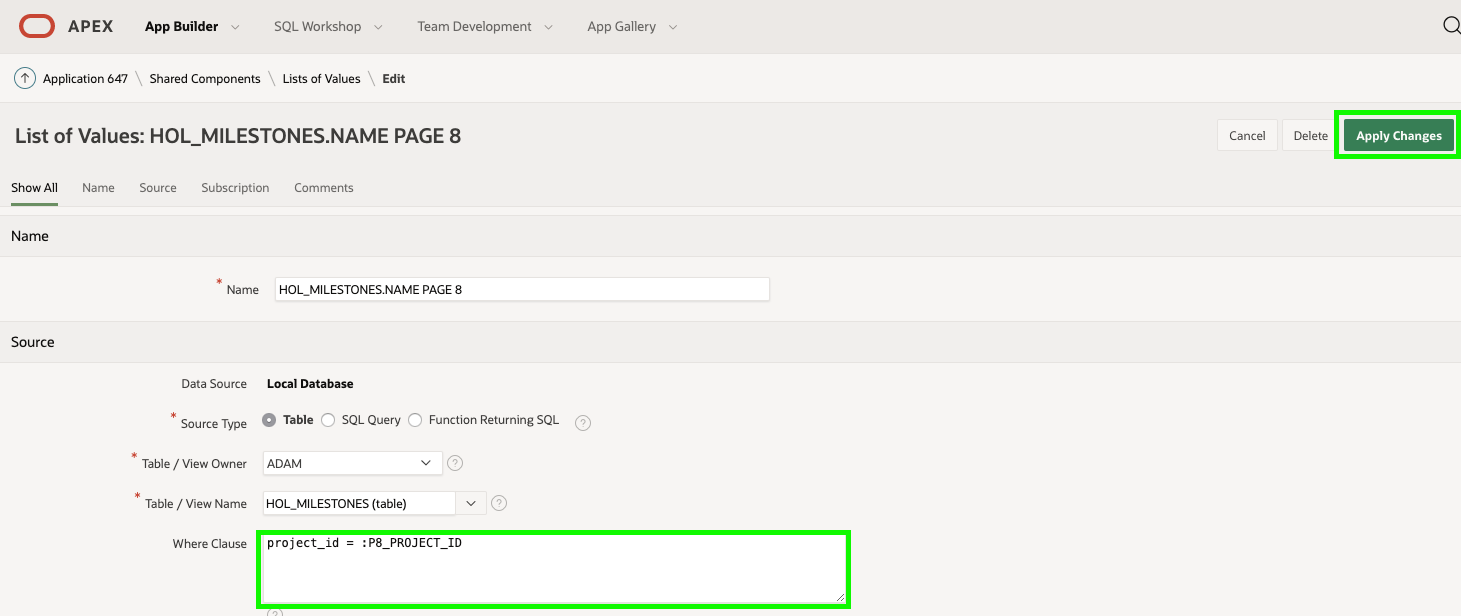 APEX App Builder SQL Workshop Team Development App Gallery
Application 647 \ Shared Components \ Lists of Values \ Edit
List of Values: HOL_MILESTONES.NAME PAGE 8 Cancel Delete Apply Changes
Show All Name Source Subscription Comments
Name
* Name HOL_MILESTONES.NAME PAGE 8
Source
Data Source Local Database
* Source Type Table SQL Query Function Returning SQL ?
* Table / View Owner ADAM ?
* Table / View Name HOL_MILESTONES (table) ?
Where Clause project_id = :P8_PROJECT_ID
?